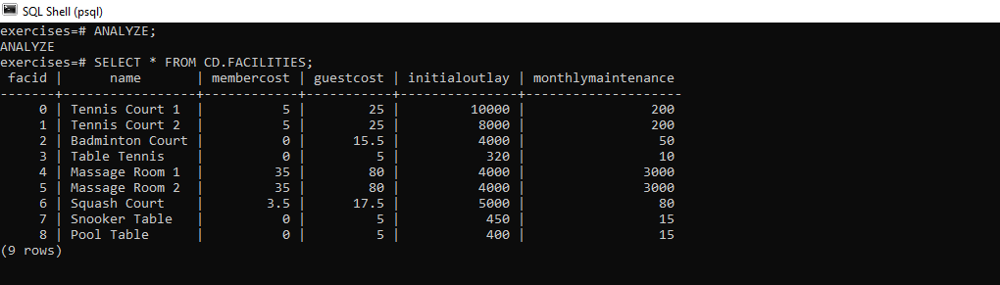 SQL Shell (psql)
exercises=# ANALYZE;
ANALYZE
exercises=# SELECT * FROM CD.FACILITIES;
 facid |      name       | membercost | guestcost | initialoutlay | monthlymaintenance
-------+-----------------+------------+-----------+---------------+--------------------
     0 | Tennis Court 1  |          5 |        25 |         10000 |                200
     1 | Tennis Court 2  |          5 |        25 |          8000 |                200
     2 | Badminton Court |          0 |      15.5 |          4000 |                 50
     3 | Table Tennis    |          0 |         5 |           320 |                 10
     4 | Massage Room 1  |         35 |        80 |          4000 |               3000
     5 | Massage Room 2  |         35 |        80 |          4000 |               3000
     6 | Squash Court    |        3.5 |      17.5 |          5000 |                 80
     7 | Snooker Table   |          0 |         5 |           450 |                 15
     8 | Pool Table      |          0 |         5 |           400 |                 15
(9 rows)